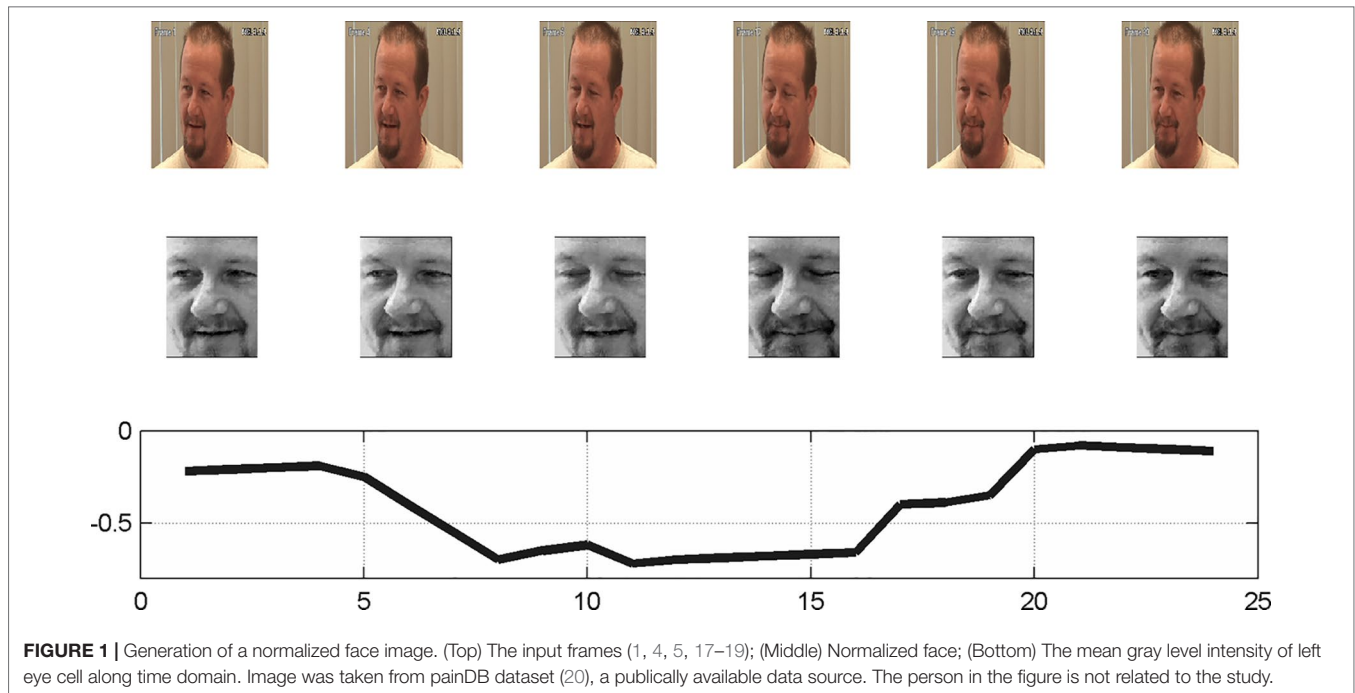 0
-0.5
0 5 10 15 20 25
FIGURE 1 | Generation of a normalized face image. (Top) The input frames (1, 4, 5, 17–19); (Middle) Normalized face; (Bottom) The mean gray level intensity of left
eye cell along time domain. Image was taken from painDB dataset (20), a publically available data source. The person in the figure is not related to the study.